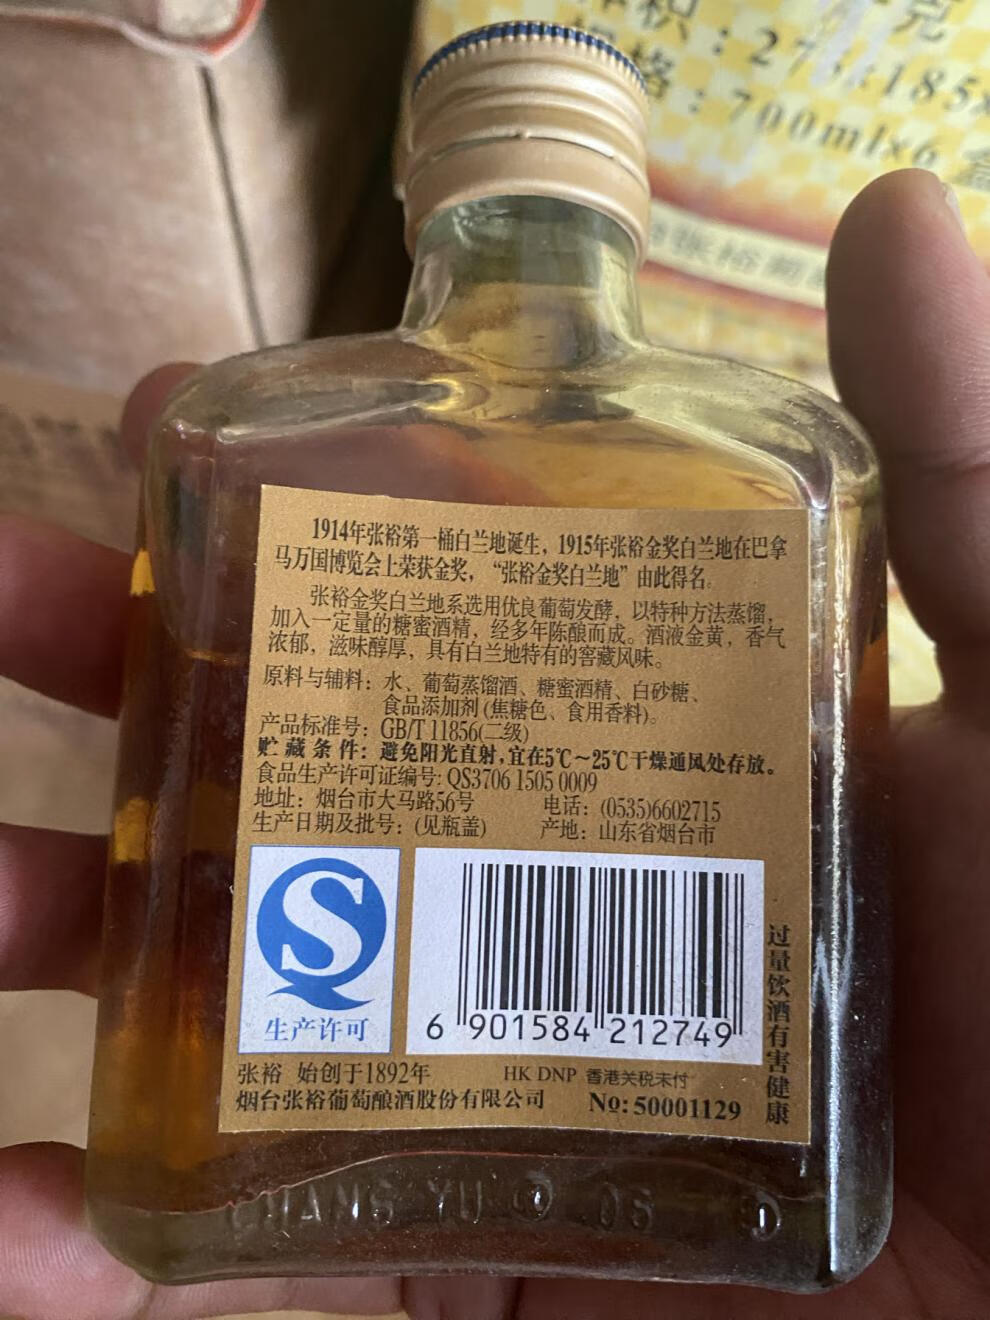 积:275x185x
格:700mlx6
张裕葡
1914年张裕第一桶白兰地诞生，1915年张裕金奖白兰地在巴拿
马万国博览会上荣获金奖，“张裕金奖白兰地”由此得名。
张裕金奖白兰地系选用优良葡萄发酵，以特种方法蒸馏，
加入一定量的糖蜜酒精，经多年陈酿而成。酒液金黄，香气
浓郁，滋味醇厚，具有白兰地特有的窖藏风味。
原料与辅料：水、葡萄蒸馏酒、糖蜜酒精、白砂糖、
食品添加剂(焦糖色、食用香料)。
产品标准号：GB/T 11856(二级)
贮藏条件：避免阳光直射,宜在5℃～25℃干燥通风处存放。
食品生产许可证编号: QS3706 1505 0009
地址：烟台市大马路56号 电话：(0535)6602715
生产日期及批号：(见瓶盖) 产地：山东省烟台市
QS
生产许可
6 901584 212749
过量饮酒有害健康
张裕 始创于1892年 HK DNP 香港关税未付
烟台张裕葡萄酿酒股份有限公司 №: 50001129
CHANG YU 06